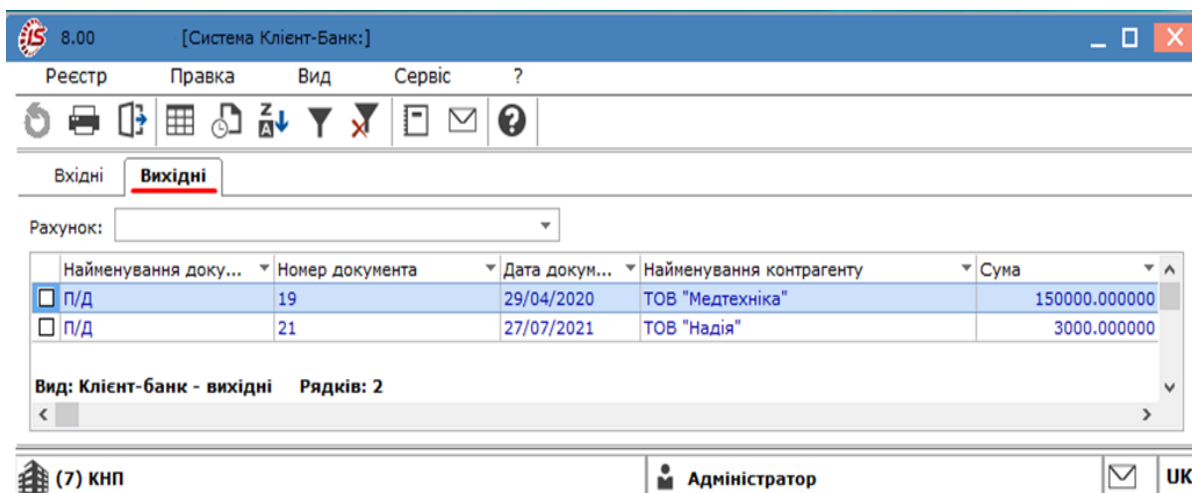 8.00 [Система Клієнт-Банк:]
Реєстр Правка Вид Сервіс ?
Вхідні Вихідні
Рахунок:
Найменування доку... Номер документа Дата докум... Найменування контрагенту Сума
П/Д 19 29/04/2020 ТОВ "Медтехніка" 150000.000000
П/Д 21 27/07/2021 ТОВ "Надія" 3000.000000
Вид: Клієнт-банк - вихідні Рядків: 2
(7) КНП Адміністратор UK